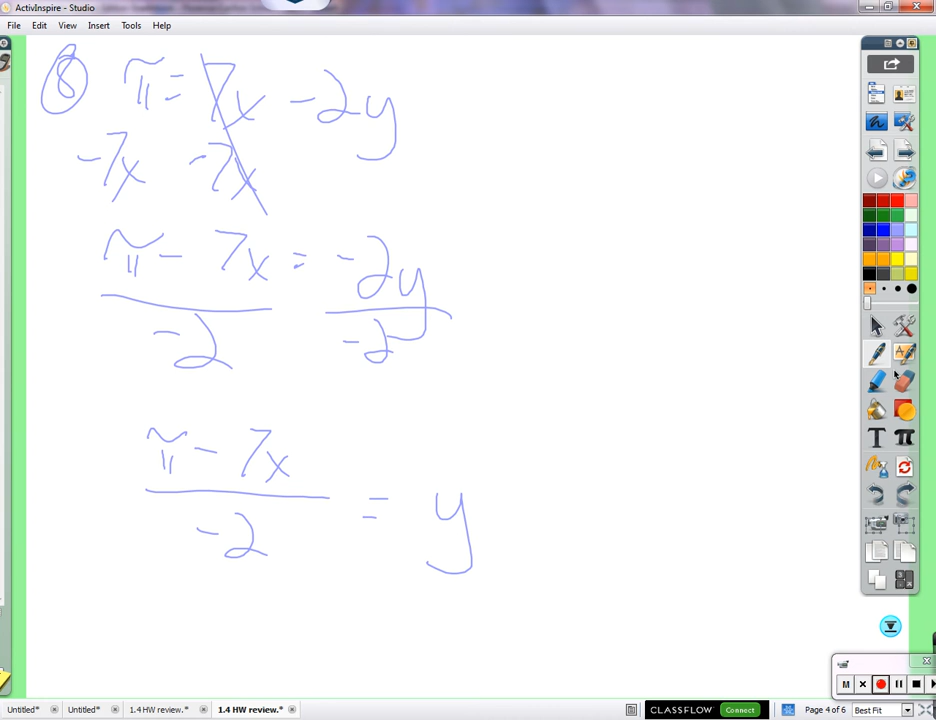 ActivInspire - Studio
File Edit View Insert Tools Help
8 π = 7x - 2y
-7x -7x
π - 7x = -2y
-2 -2
π - 7x
-2
= y
T π
M
Untitled* Untitled* 1.4 HW review.* 1.4 HW review.* CLASSFLOW Connect Page 4 of 6 Best Fit